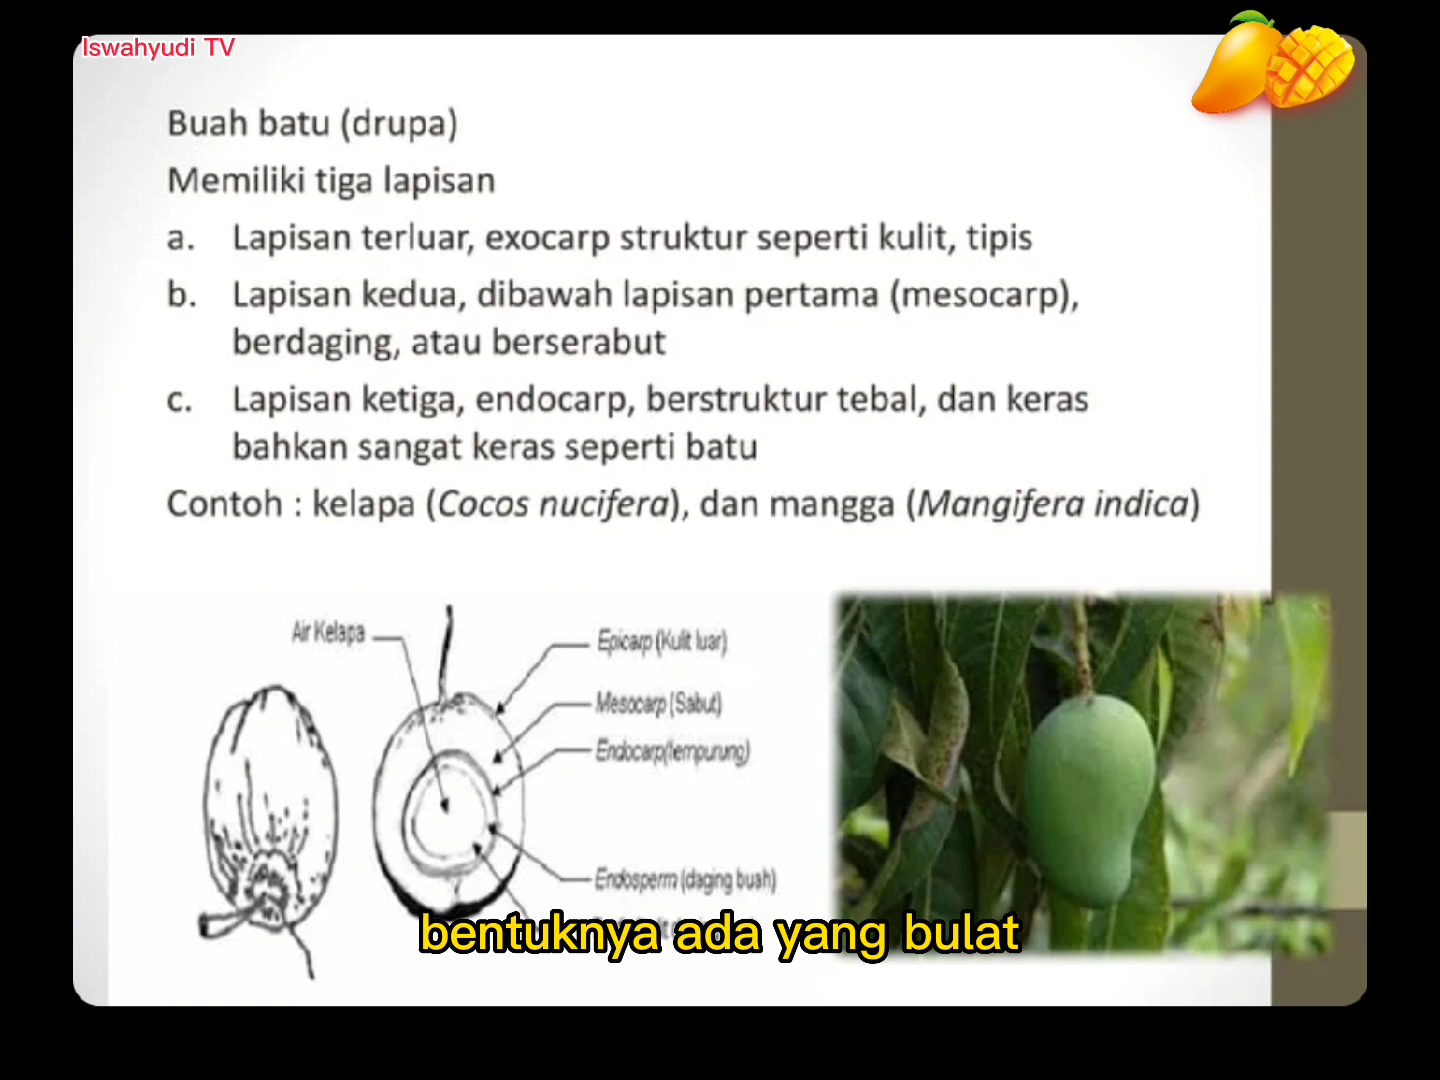 Iswahyudi TV
Buah batu (drupa)
Memiliki tiga lapisan
a. Lapisan terluar, exocarp struktur seperti kulit, tipis
b. Lapisan kedua, dibawah lapisan pertama (mesocarp),
berdaging, atau berserabut
c. Lapisan ketiga, endocarp, berstruktur tebal, dan keras
bahkan sangat keras seperti batu
Contoh : kelapa (Cocos nucifera), dan mangga (Mangifera indica)
Air Kelapa
Epicarp (Kulit luar)
Mesocarp (Sabut)
Endocarp(tempurung)
Endosperm (daging buah)
bentuknya ada yang bulat